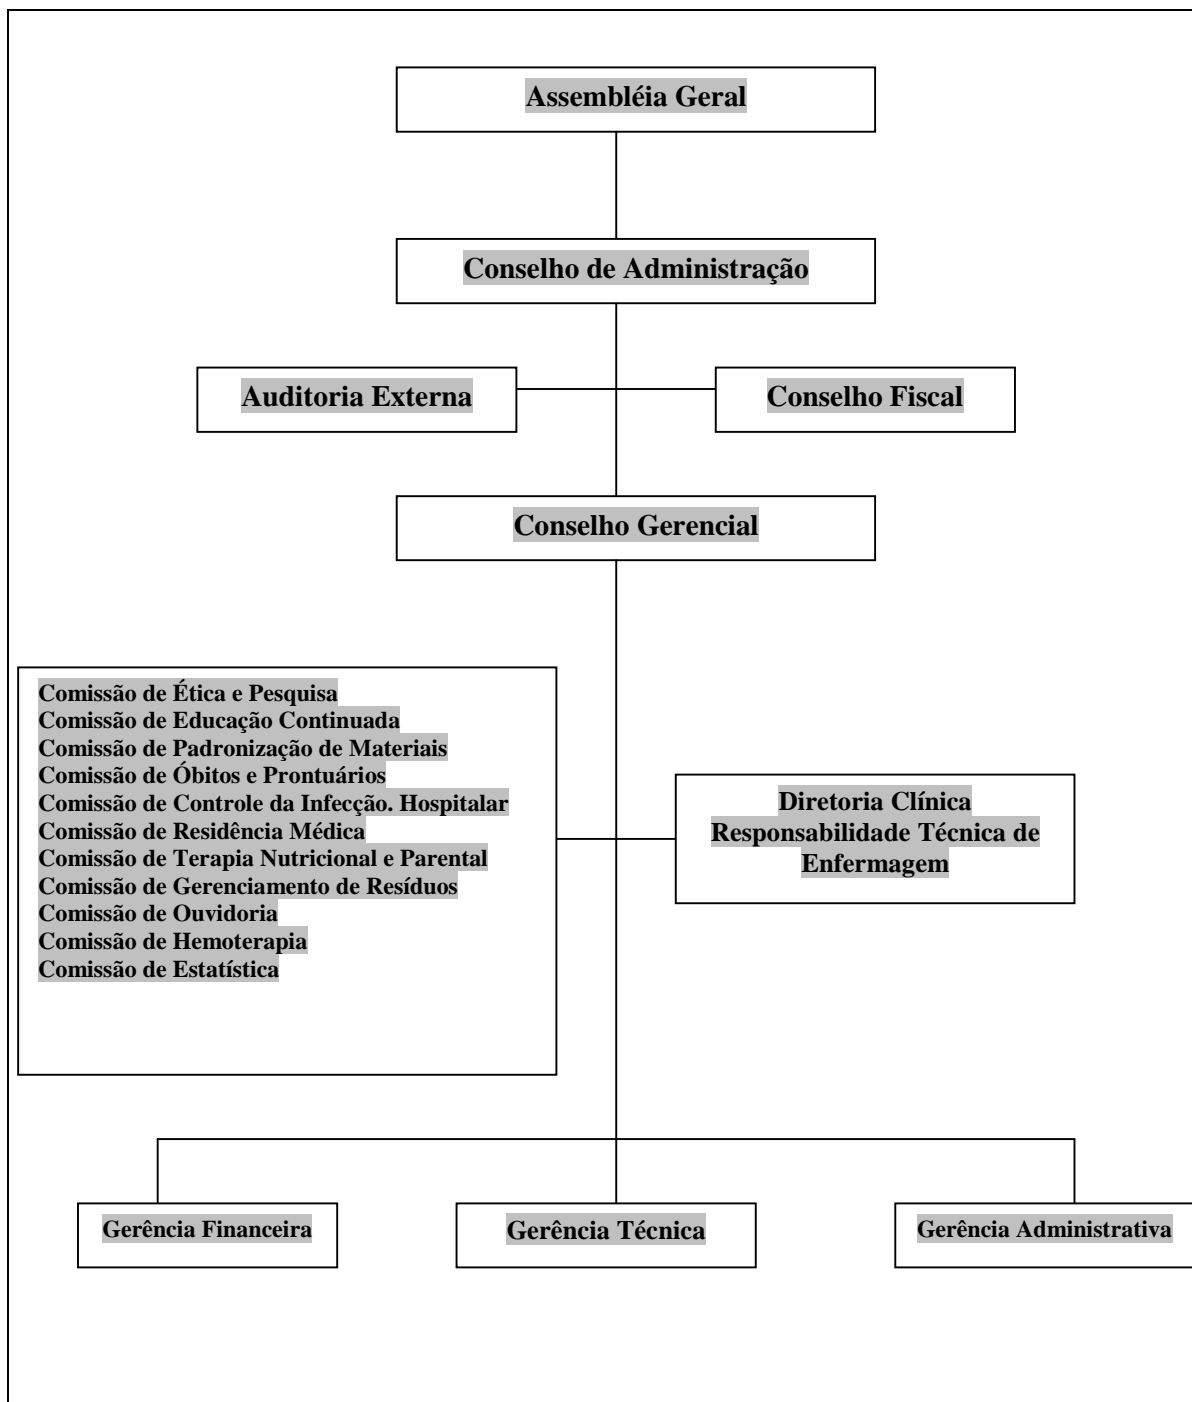 Assembléia Geral
Conselho de Administração
Auditoria Externa
Conselho Fiscal
Conselho Gerencial
Comissão de Ética e Pesquisa
Comissão de Educação Continuada
Comissão de Padronização de Materiais
Comissão de Óbitos e Prontuários
Comissão de Controle da Infecção. Hospitalar
Comissão de Residência Médica
Comissão de Terapia Nutricional e Parental
Comissão de Gerenciamento de Resíduos
Comissão de Ouvidoria
Comissão de Hemoterapia
Comissão de Estatística
Diretoria Clínica
Responsabilidade Técnica de
Enfermagem
Gerência Financeira
Gerência Técnica
Gerência Administrativa